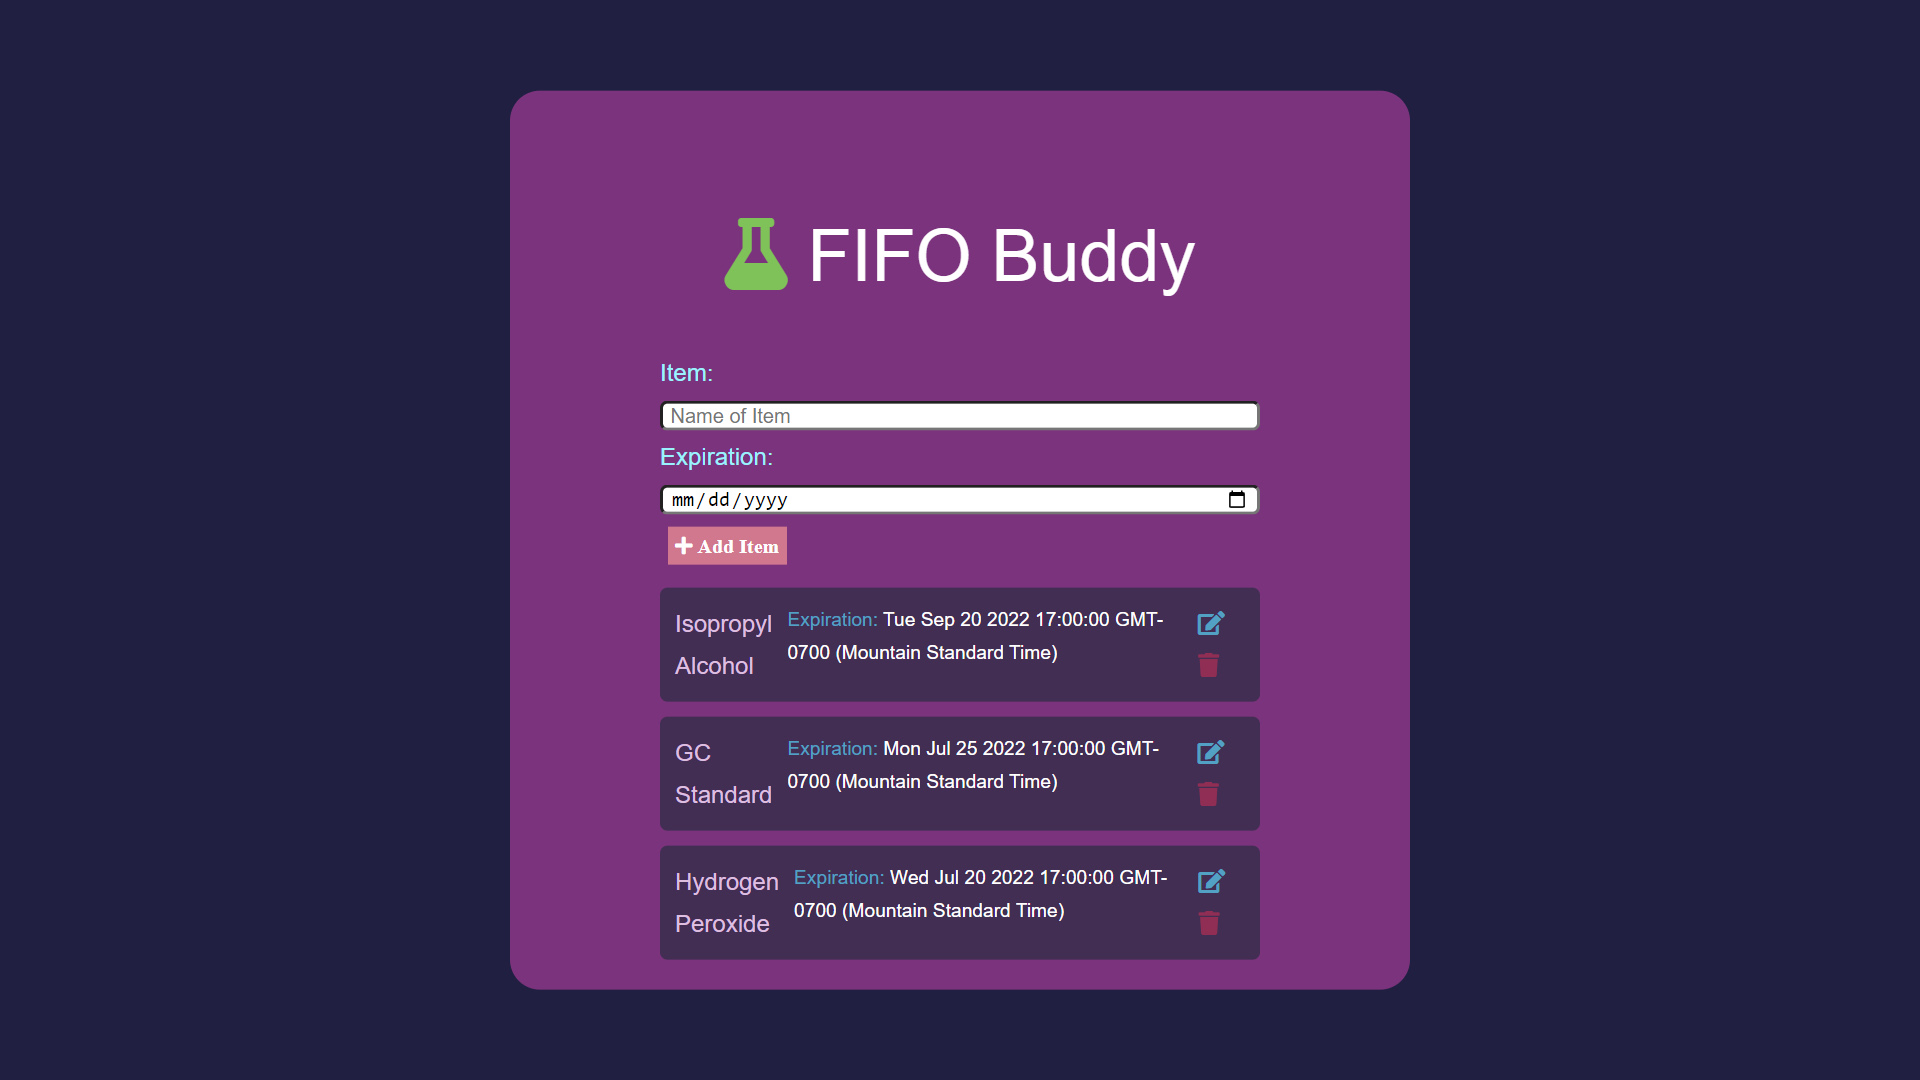 FIFO Buddy
Item:
Name of Item
Expiration:
mm/dd/yyyy
Add Item
Isopropyl
Alcohol
Expiration: Tue Sep 20 2022 17:00:00 GMT-
0700 (Mountain Standard Time)
GC
Standard
Expiration: Mon Jul 25 2022 17:00:00 GMT-
0700 (Mountain Standard Time)
Hydrogen
Peroxide
Expiration: Wed Jul 20 2022 17:00:00 GMT-
0700 (Mountain Standard Time)